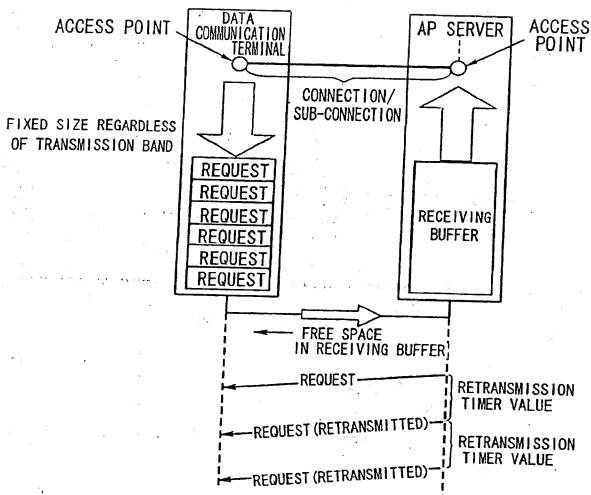 ACCESS POINT
DATA
COMMUNICATION
TERMINAL
AP SERVER
ACCESS
POINT
CONNECTION/
SUB-CONNECTION
FIXED SIZE REGARDLESS
OF TRANSMISSION BAND
REQUEST
REQUEST
REQUEST
REQUEST
REQUEST
REQUEST
RECEIVING
BUFFER
FREE SPACE
IN RECEIVING BUFFER
REQUEST
RETRANSMISSION
TIMER VALUE
REQUEST (RETRANSMITTED)
RETRANSMISSION
TIMER VALUE
REQUEST (RETRANSMITTED)